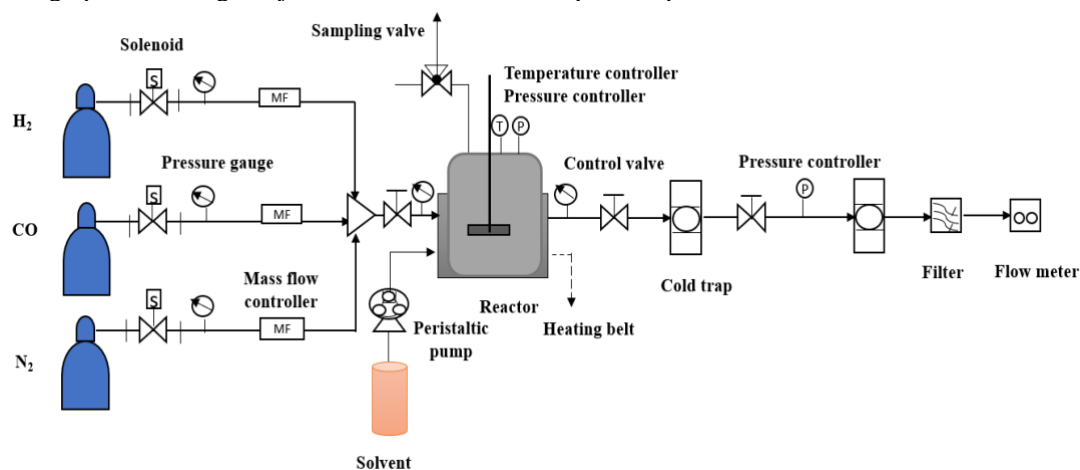 Sampling valve
Solenoid
Temperature controller
Pressure controller
S
MF
H2
T
P
Pressure gauge
Control valve
Pressure controller
S
MF
P
CO
Mass flow
controller
Filter
Flow meter
Cold trap
S
Reactor
Heating belt
MF
Peristaltic
pump
N2
Solvent